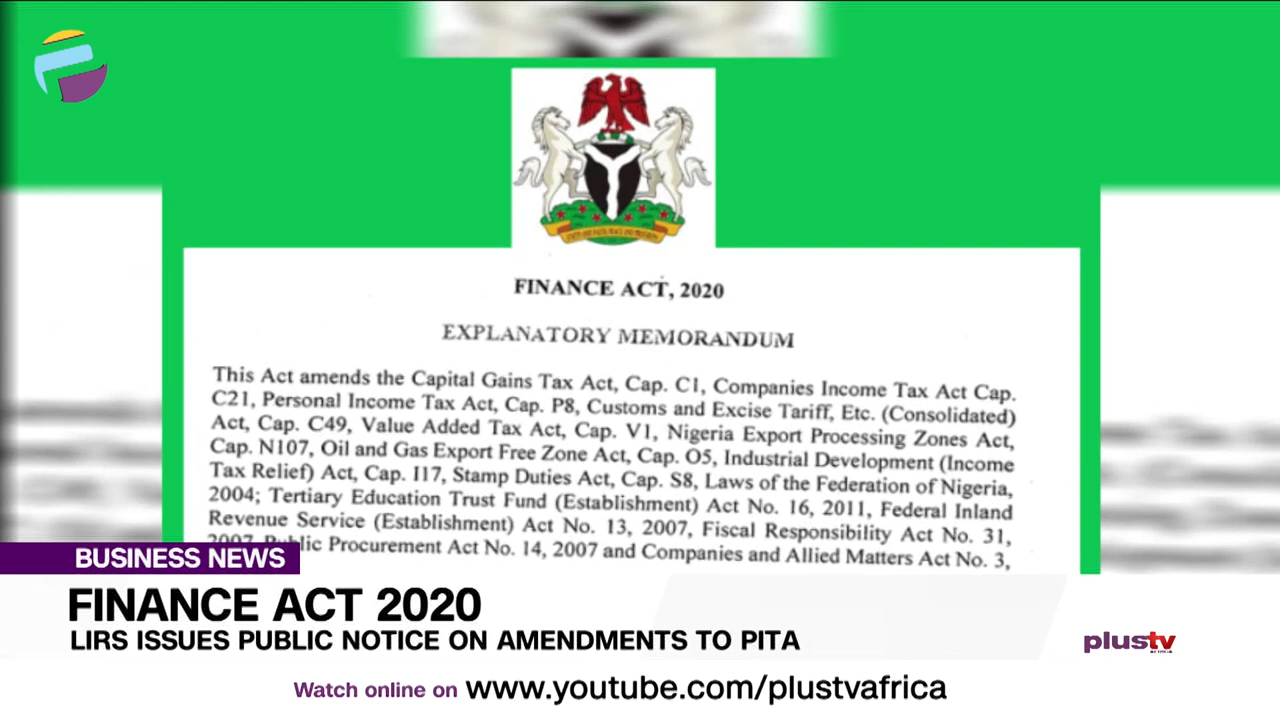 FINANCE ACT, 2020
EXPLANATORY MEMORANDUM
This Act amends the Capital Gains Tax Act, Cap. C1, Companies Income Tax Act Cap.
C21, Personal Income Tax Act, Cap. P8, Customs and Excise Tariff, Etc. (Consolidated)
Act, Cap. C49, Value Added Tax Act, Cap. V1, Nigeria Export Processing Zones Act,
Cap. N107, Oil and Gas Export Free Zone Act, Cap. O5, Industrial Development (Income
Tax Relief) Act, Cap. I17, Stamp Duties Act, Cap. S8, Laws of the Federation of Nigeria,
2004; Tertiary Education Trust Fund (Establishment) Act No. 16, 2011, Federal Inland
Revenue Service (Establishment) Act No. 13, 2007, Fiscal Responsibility Act No. 31,
2007, Public Procurement Act No. 14, 2007 and Companies and Allied Matters Act No. 3,
BUSINESS NEWS
FINANCE ACT 2020
LIRS ISSUES PUBLIC NOTICE ON AMENDMENTS TO PITA
plustv
Watch online on www.youtube.com/plustvafrica